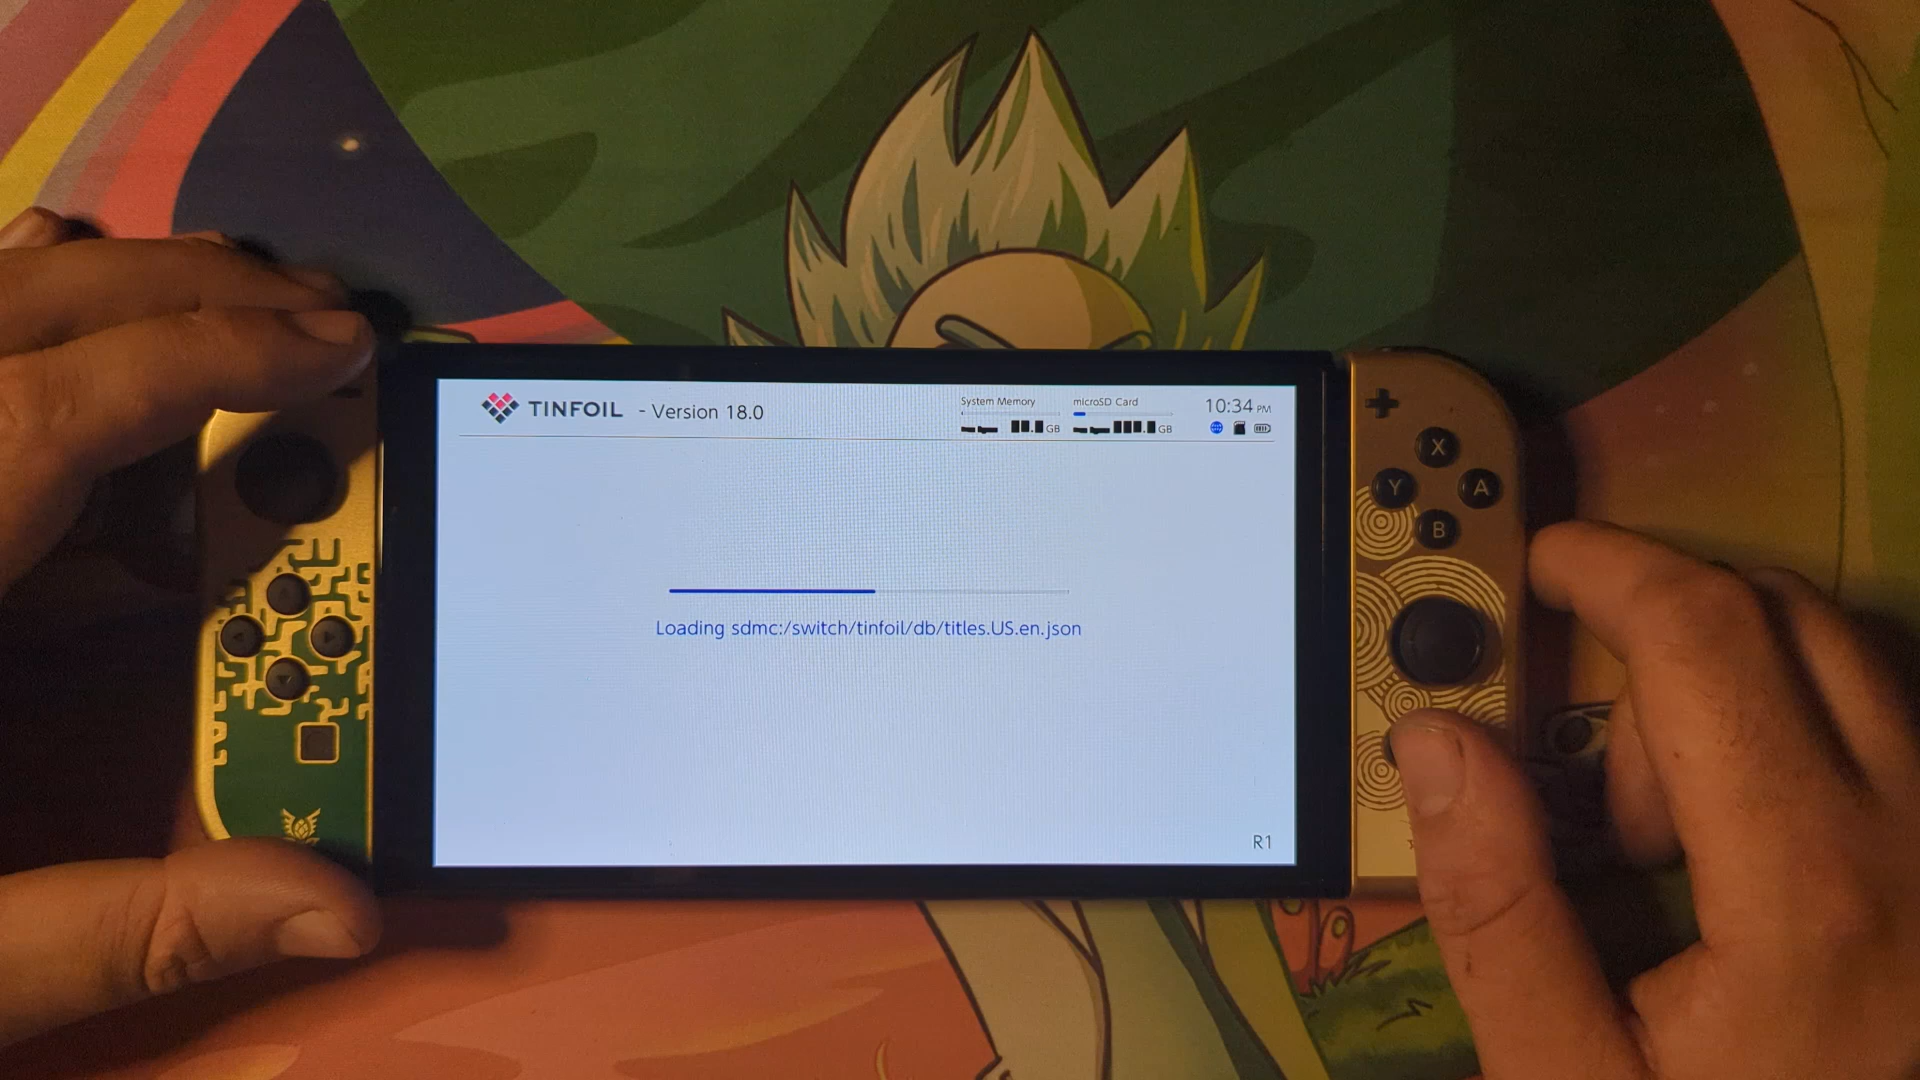 TINFOIL - Version 18.0
System Memory
GB
microSD Card
GB
10:34 PM
Loading sdmc:/switch/tinfoil/db/titles.US.en.json
R1
X
Y
A
B